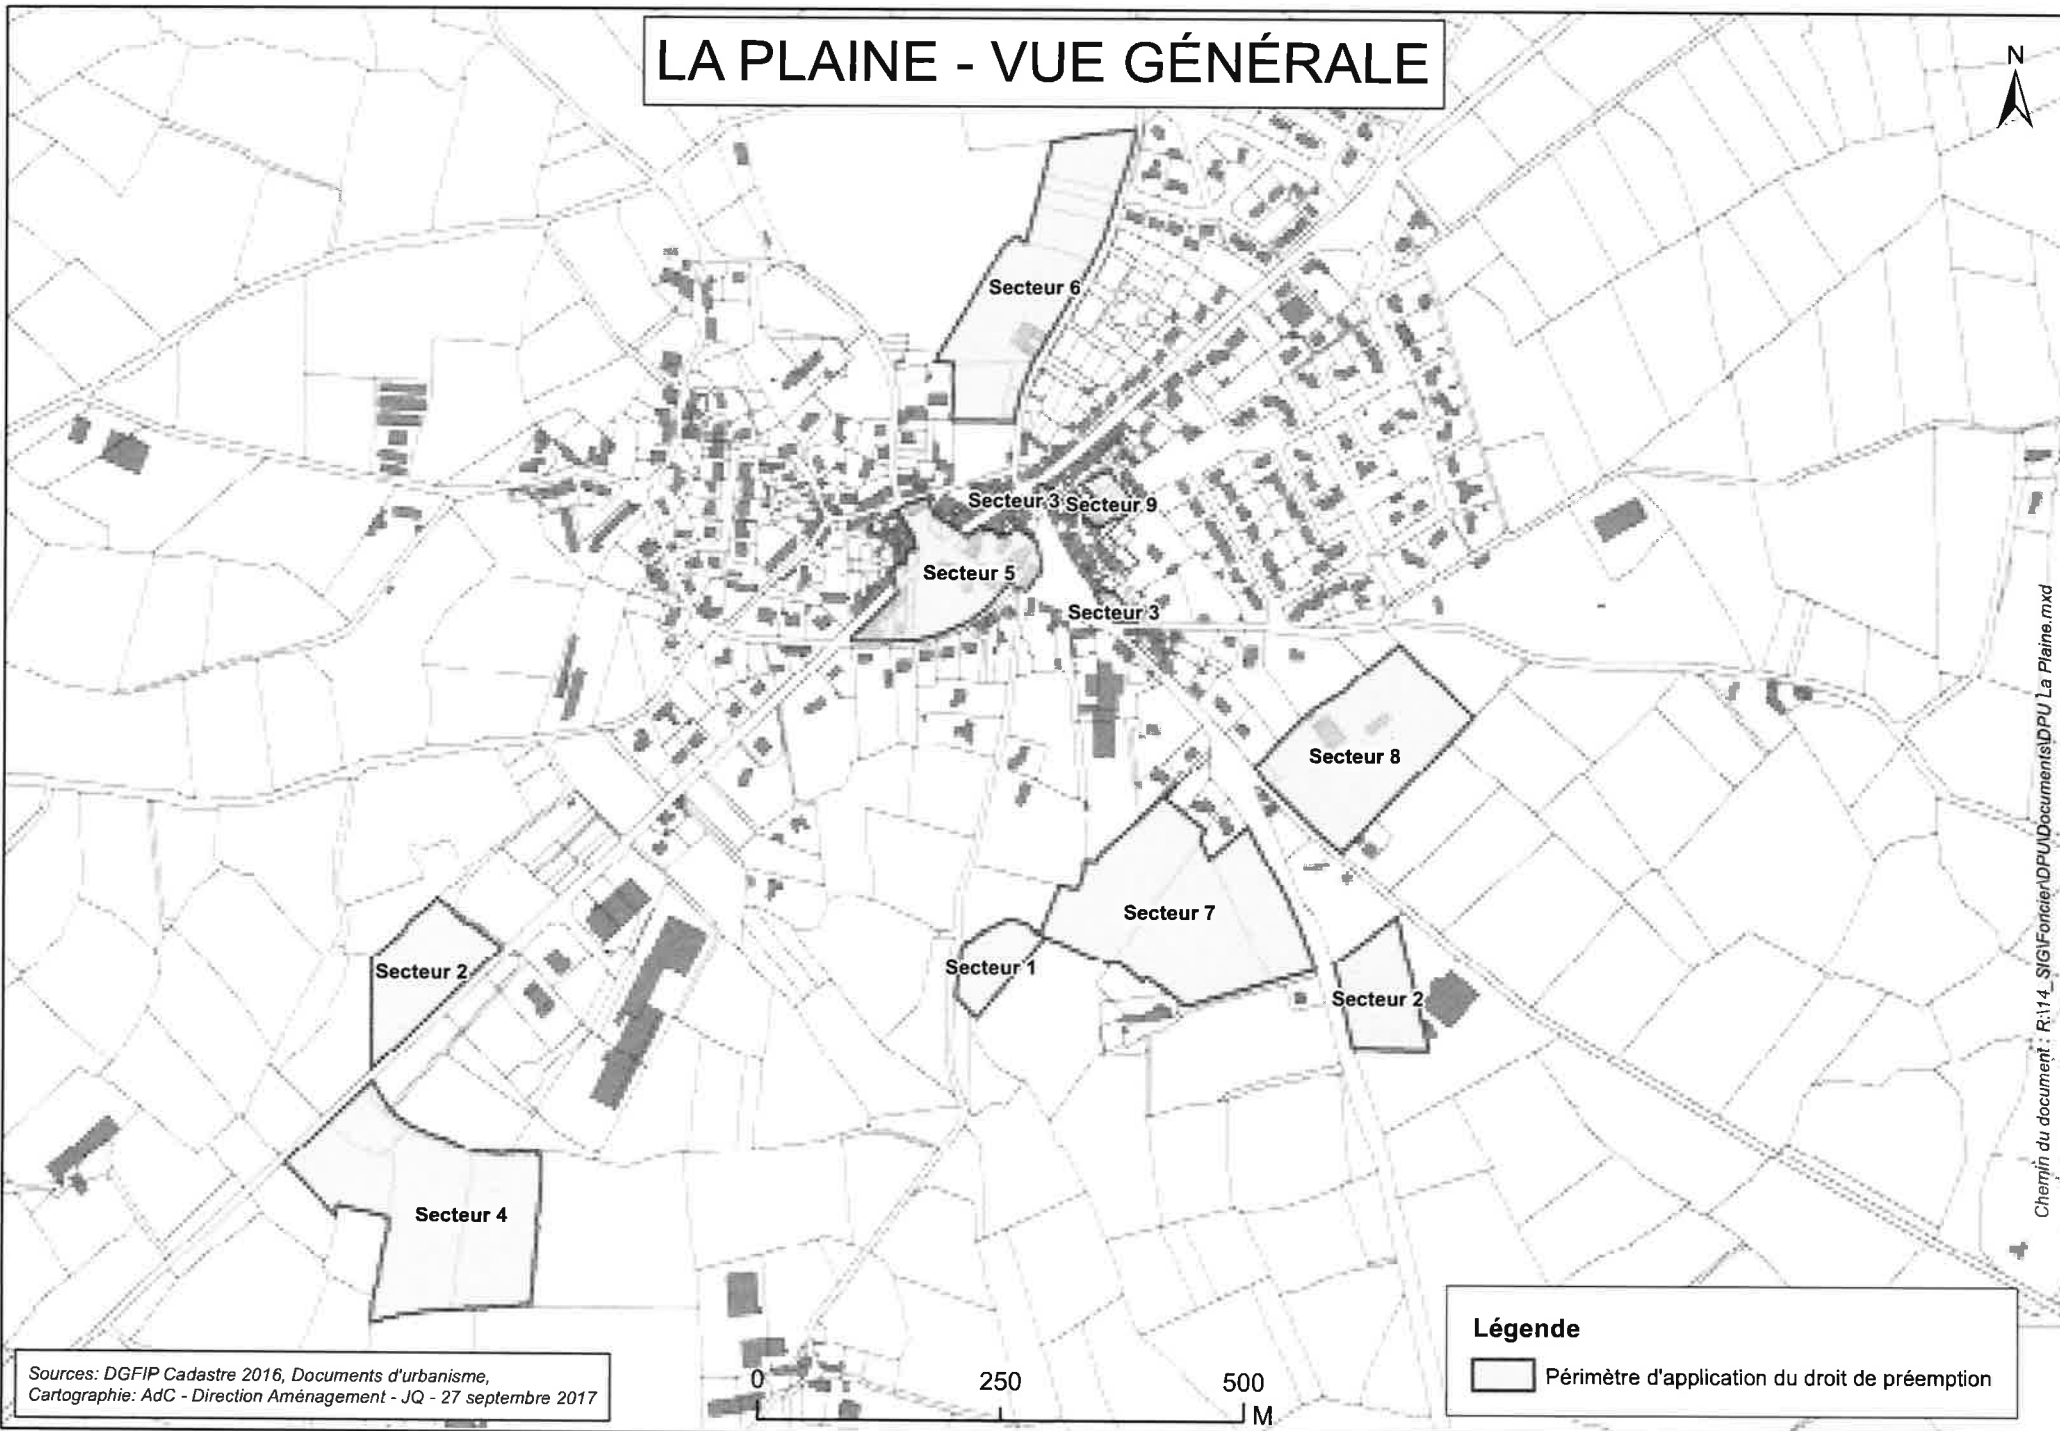 LA PLAINE - VUE GÉNÉRALE
N
Secteur 6
Secteur 3
Secteur 9
Secteur 5
Secteur 3
Secteur 8
Secteur 7
Secteur 2
Secteur 1
Secteur 2
Secteur 4
Chemin du document : R:\14_SIG\Foncier\DPU\Documents\DPU La Plaine.mxd
Légende
Périmètre d'application du droit de préemption
Sources: DGFIP Cadastre 2016, Documents d'urbanisme,
Cartographie: AdC - Direction Aménagement - JQ - 27 septembre 2017
0 250 500
M